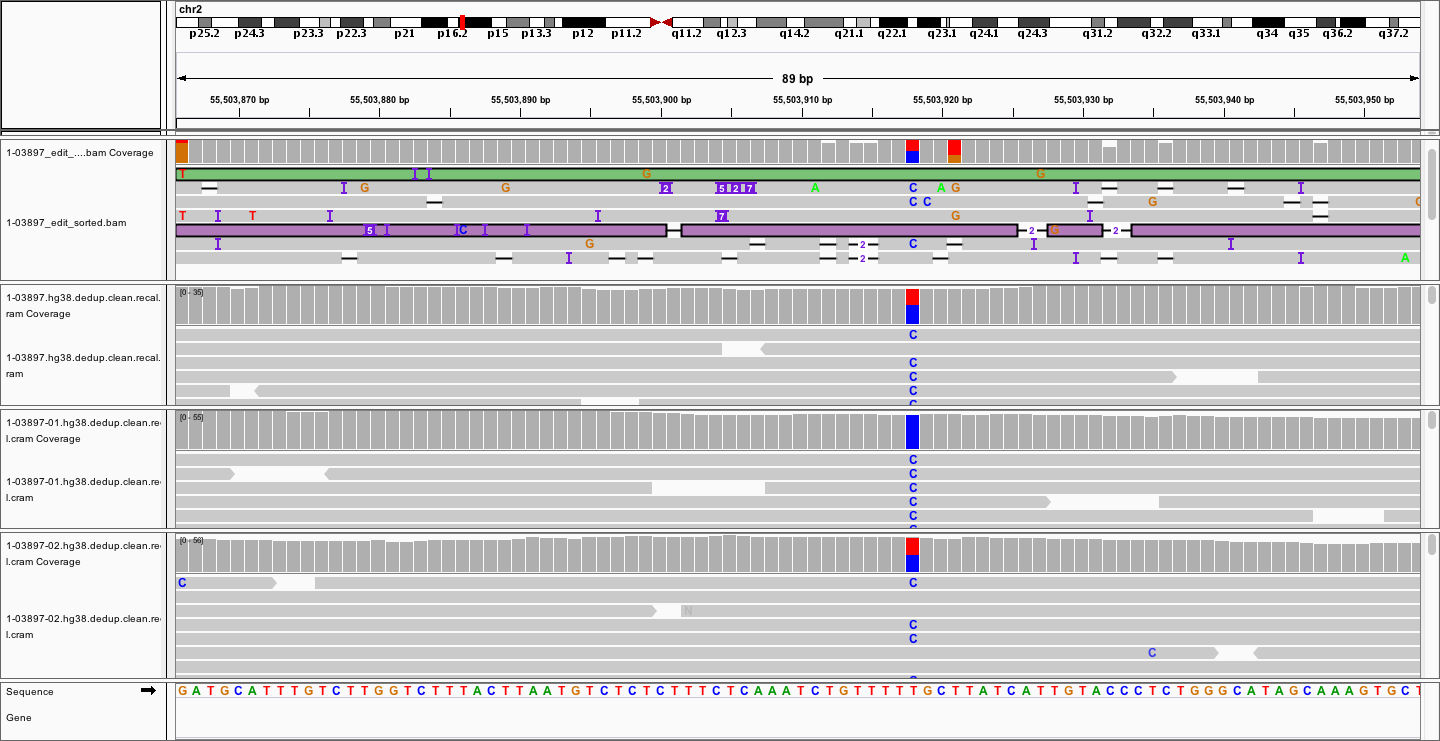 chr2
p25.2 p24.3 p23.3 p22.3 p21 p16.2 p15 p13.3 p12 p11.2 q11.2 q12.3 q14.2 q21.1 q22.1 q23.1 q24.1 q24.3 q31.2 q32.2 q33.1 q34 q35 q36.2 q37.2
89 bp
55,503,870 bp 55,503,880 bp 55,503,890 bp 55,503,900 bp 55,503,910 bp 55,503,920 bp 55,503,930 bp 55,503,940 bp 55,503,950 bp
1-03897_edit_....bam Coverage
T G G
G G 2 5 2 7 A C A G
1-03897_edit_sorted.bam
C C G
T T 7 G
5 C 2 G 2
G 2 C
2 A
1-03897.hg38.dedup.clean.recal.
ram Coverage
[0 - 35]
C
1-03897.hg38.dedup.clean.recal.
ram
C
C
C
1-03897-01.hg38.dedup.clean.re
l.cram Coverage
[0 - 55]
C
C
1-03897-01.hg38.dedup.clean.re
l.cram
C
C
C
1-03897-02.hg38.dedup.clean.re
l.cram Coverage
[0 - 56]
C C
N
1-03897-02.hg38.dedup.clean.re
l.cram
C
C
C
Sequence G A T G C A T T T G T C T T G G T C T T T A C T T A A T G T C T C T C T T T C T C A A A T C T G T T T T T G C T T A T C A T T G T A C C C T C T G G G C A T A G C A A A G T G C T
Gene